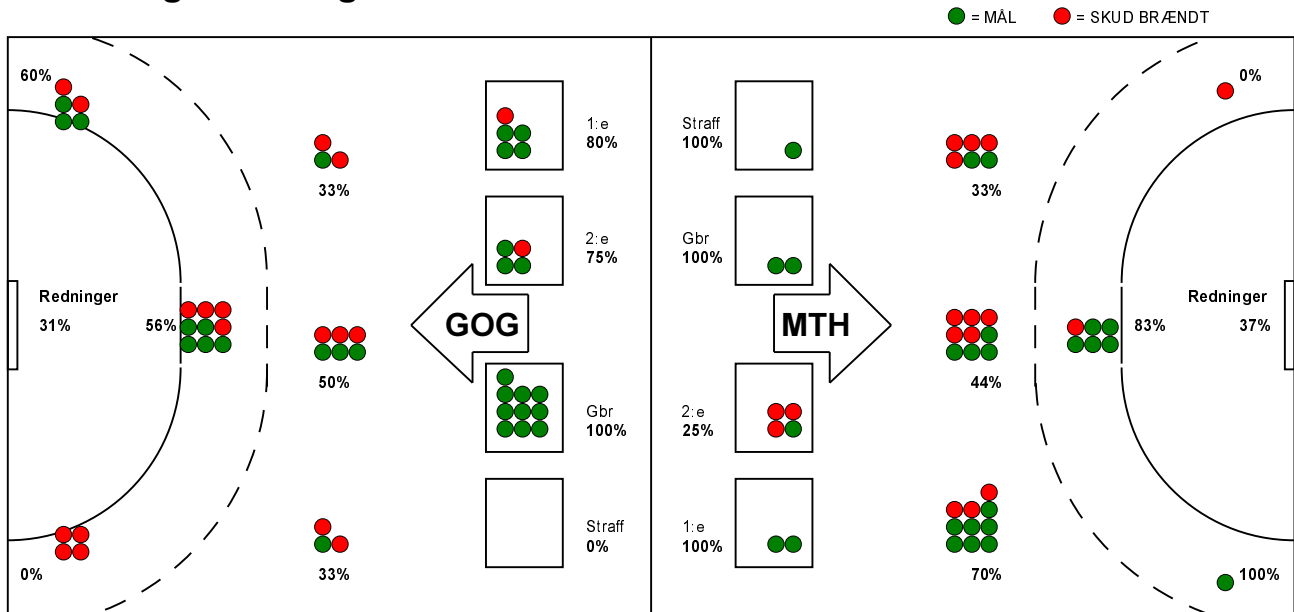 = MÅL = SKUD BRÆNDT
60%
0%
1:e
80%
Straff
100%
33%
33%
2:e
75%
Gbr
100%
Redninger
31%
56%
GOG
MTH
83%
Redninger
37%
50%
44%
Gbr
100%
2:e
25%
Straff
0%
1:e
100%
0%
33%
70%
100%